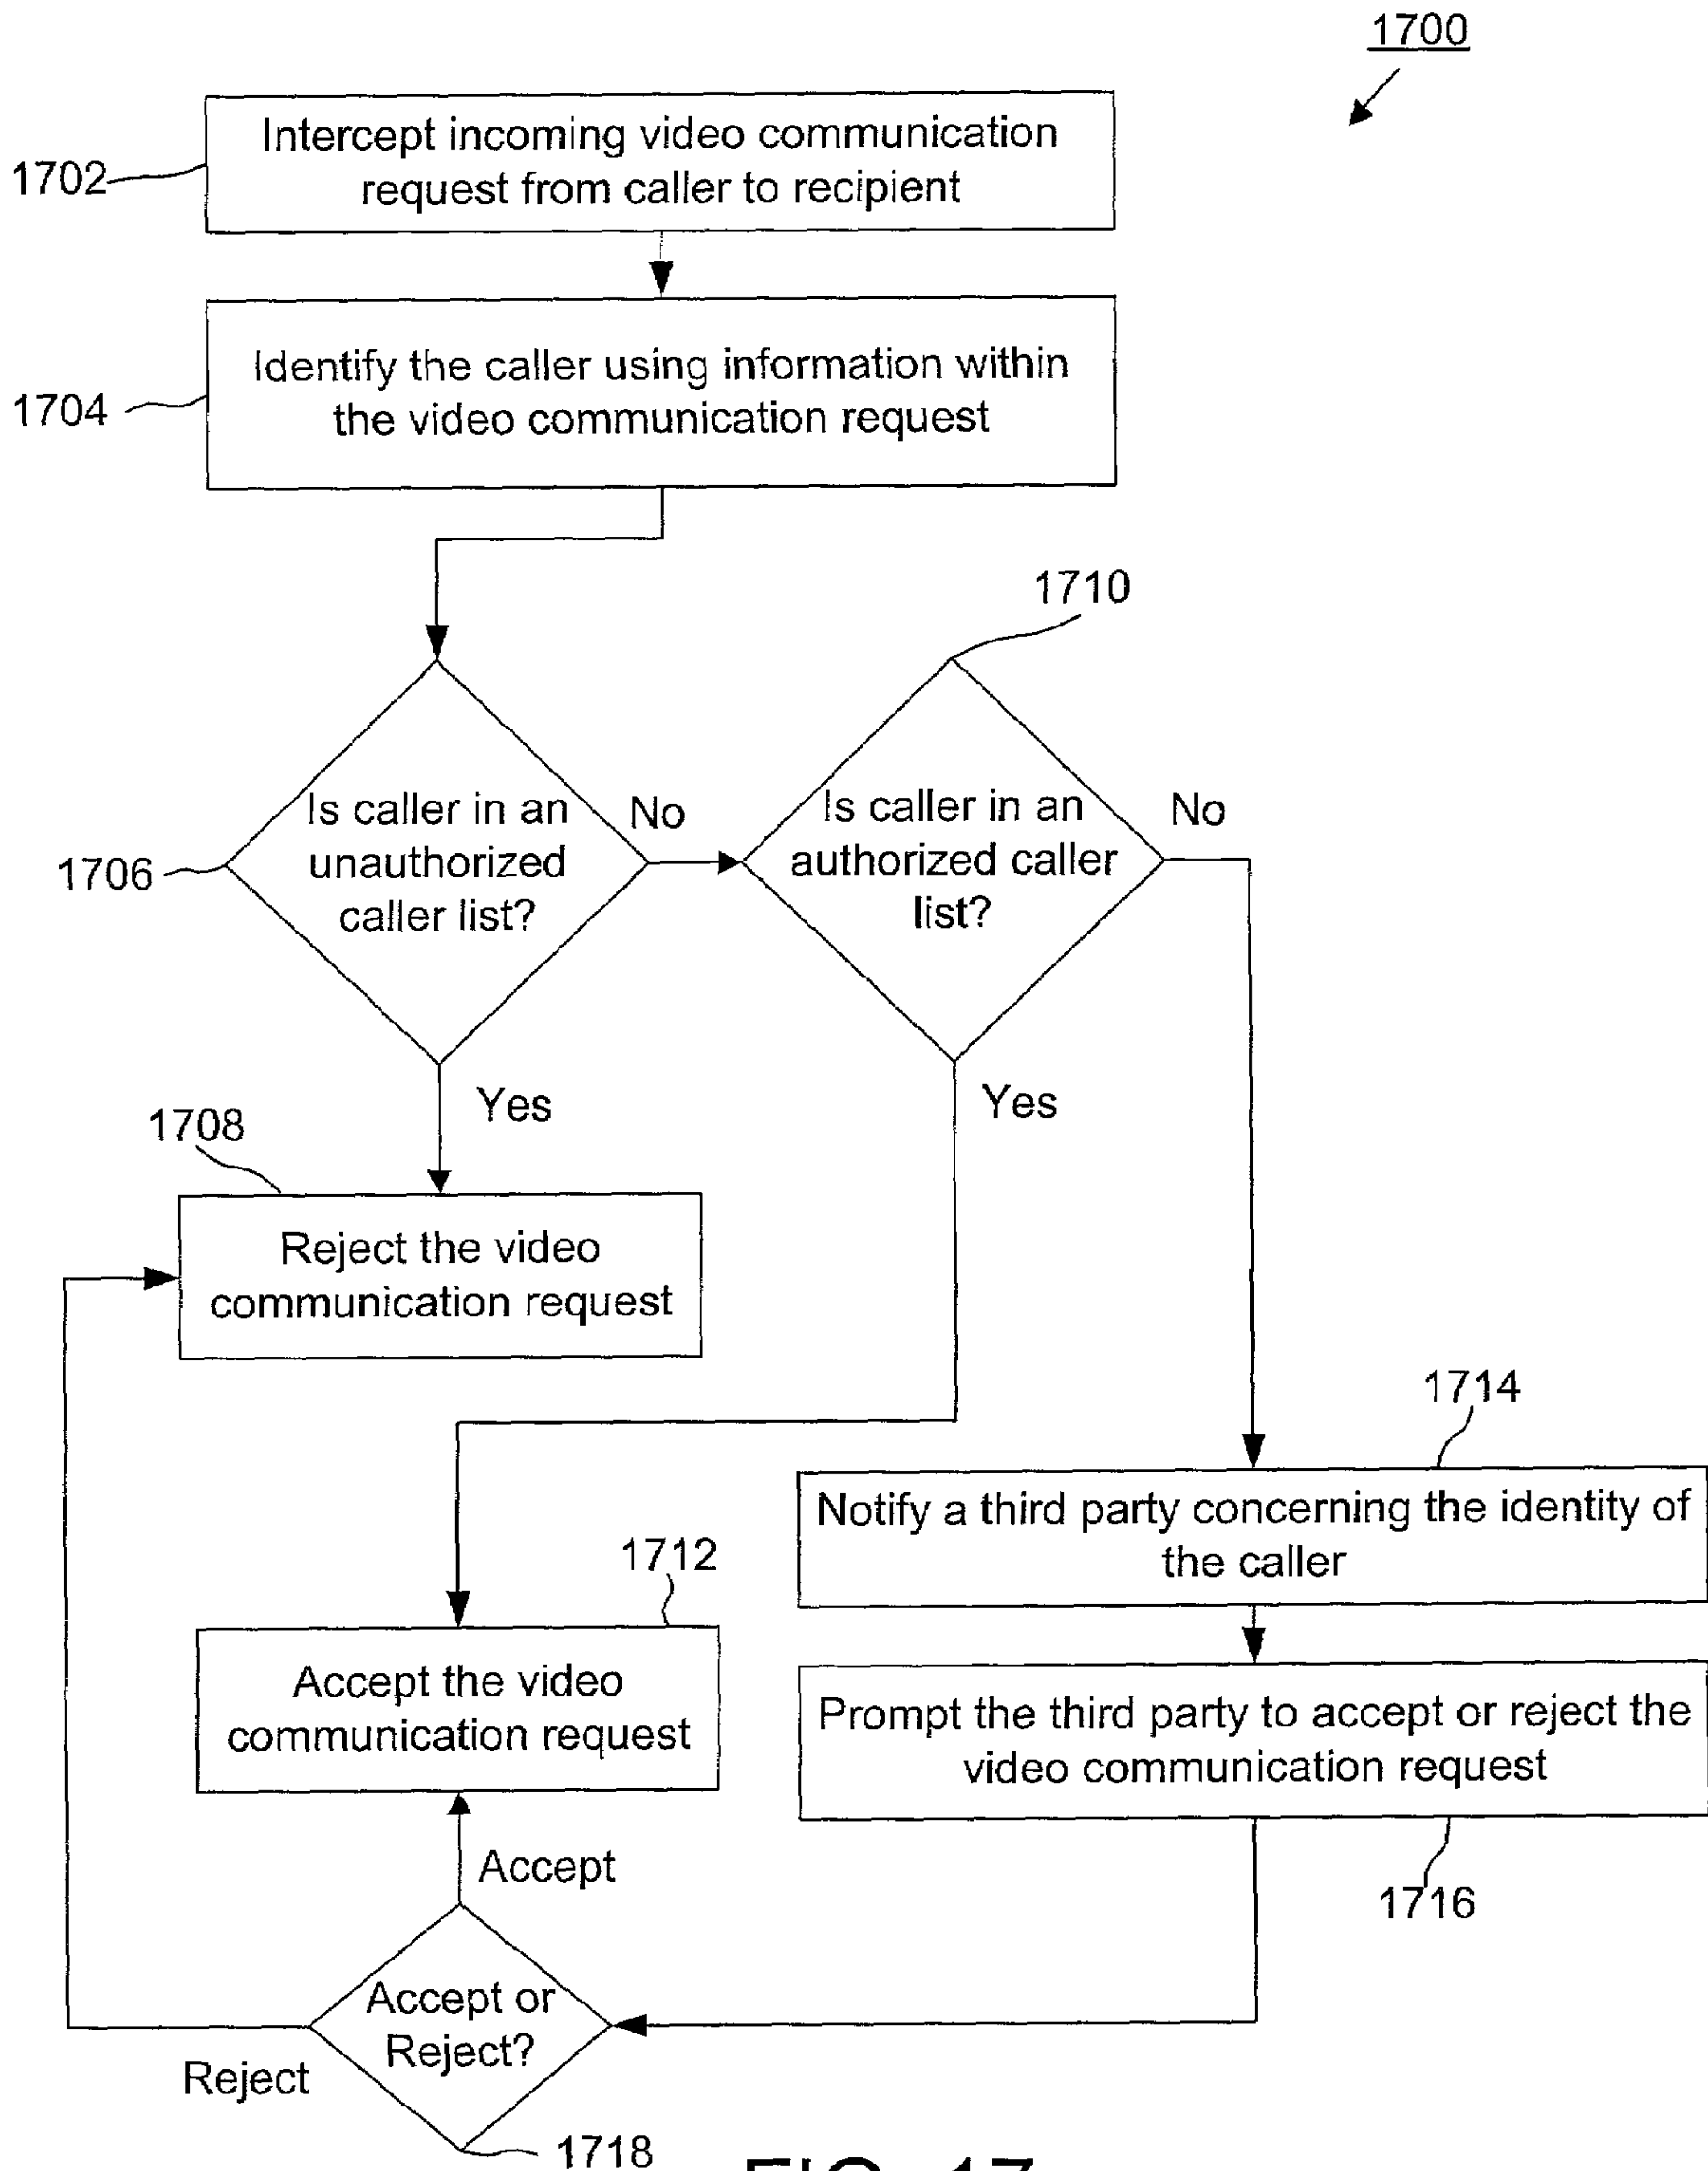 1700
Intercept incoming video communication
request from caller to recipient
1702
Identify the caller using information within
the video communication request
1704
1710
Is caller in an
unauthorized
caller list?
No
1706
Is caller in an
authorized caller
list?
No
Yes
Yes
1708
Reject the video
communication request
1714
Notify a third party concerning the identity of
the caller
1712
Accept the video
communication request
Prompt the third party to accept or reject the
video communication request
1716
Accept
Accept or
Reject?
Reject
1718
FIG. 17